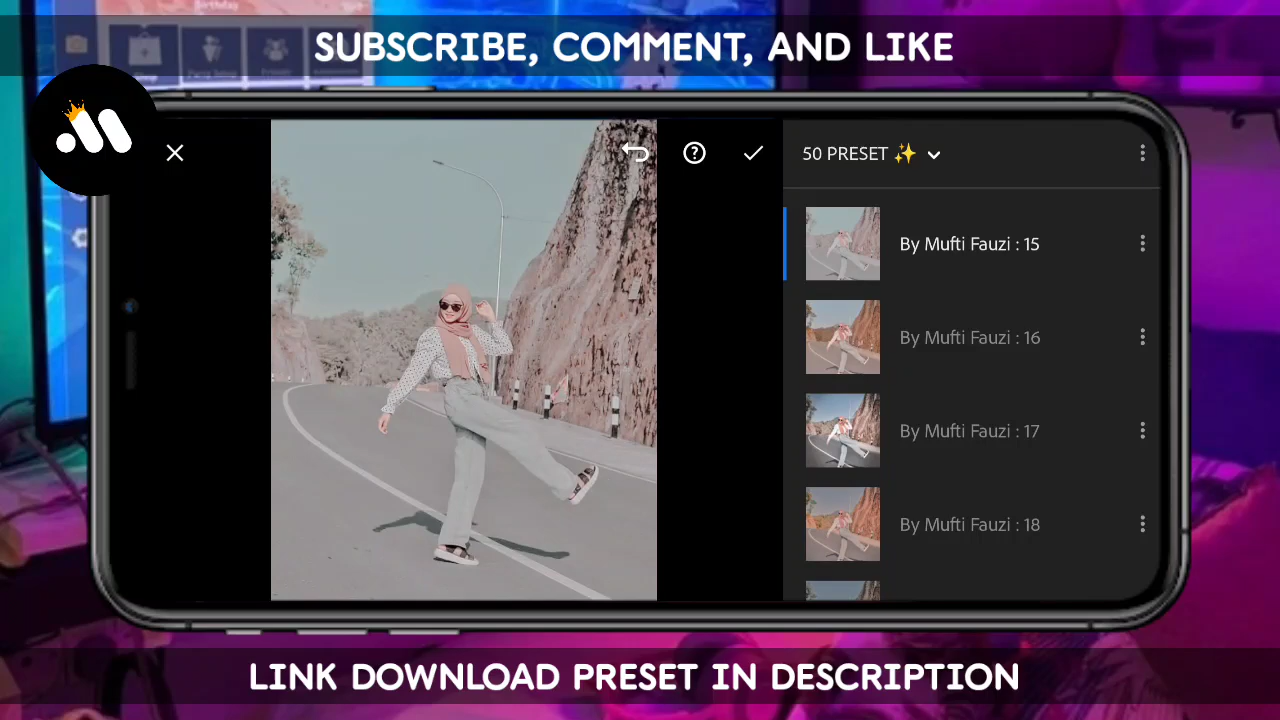 Birthday
SUBSCRIBE, COMMENT, AND LIKE
50 PRESET ✨
By Mufti Fauzi : 15
By Mufti Fauzi : 16
By Mufti Fauzi : 17
By Mufti Fauzi : 18
LINK DOWNLOAD PRESET IN DESCRIPTION